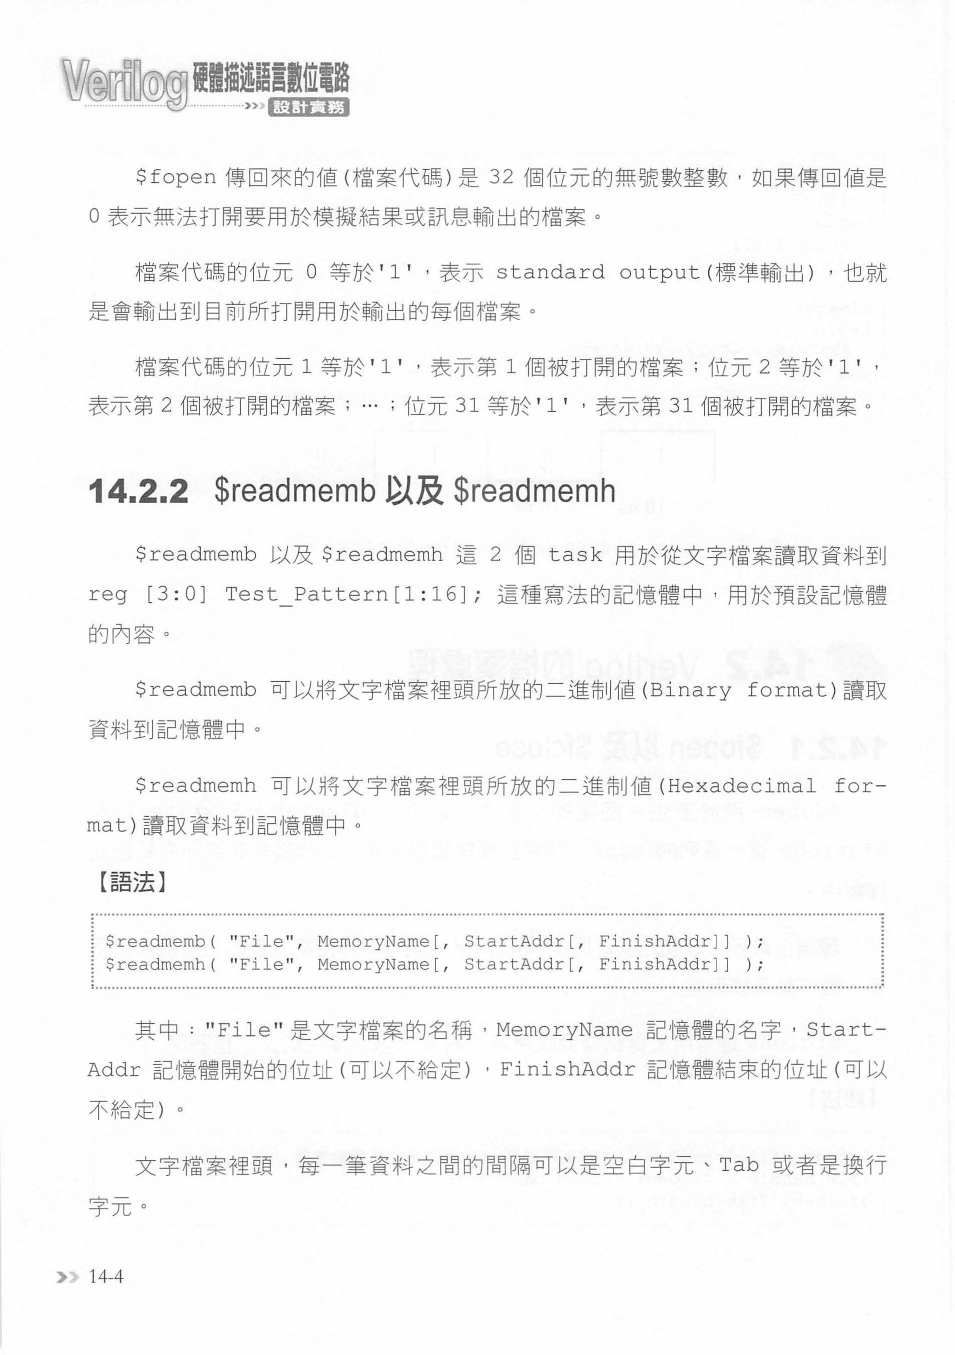 Verilog 硬體描述語言數位電路
設計實務
$fopen 傳回來的值(檔案代碼)是 32 個位元的無號數整數，如果傳回值是
0 表示無法打開要用於模擬結果或訊息輸出的檔案。
檔案代碼的位元 0 等於'1'，表示 standard output(標準輸出)，也就
是會輸出到目前所打開用於輸出的每個檔案。
檔案代碼的位元 1 等於'1'，表示第 1 個被打開的檔案；位元 2 等於'1'，
表示第 2 個被打開的檔案；…；位元 31 等於'1'，表示第 31 個被打開的檔案。
14.2.2 $readmemb 以及 $readmemh
$readmemb 以及 $readmemh 這 2 個 task 用於從文字檔案讀取資料到
reg [3:0] Test_Pattern[1:16]; 這種寫法的記憶體中，用於預設記憶體
的內容。
$readmemb 可以將文字檔案裡頭所放的二進制值(Binary format)讀取
資料到記憶體中。
$readmemh 可以將文字檔案裡頭所放的二進制值(Hexadecimal for-
mat)讀取資料到記憶體中。
【語法】
$readmemb( "File", MemoryName[, StartAddr[, FinishAddr]] );
$readmemh( "File", MemoryName[, StartAddr[, FinishAddr]] );
其中："File"是文字檔案的名稱，MemoryName 記憶體的名字，Start-
Addr 記憶體開始的位址(可以不給定)，FinishAddr 記憶體結束的位址(可以
不給定)。
文字檔案裡頭，每一筆資料之間的間隔可以是空白字元、Tab 或者是換行
字元。
14-4